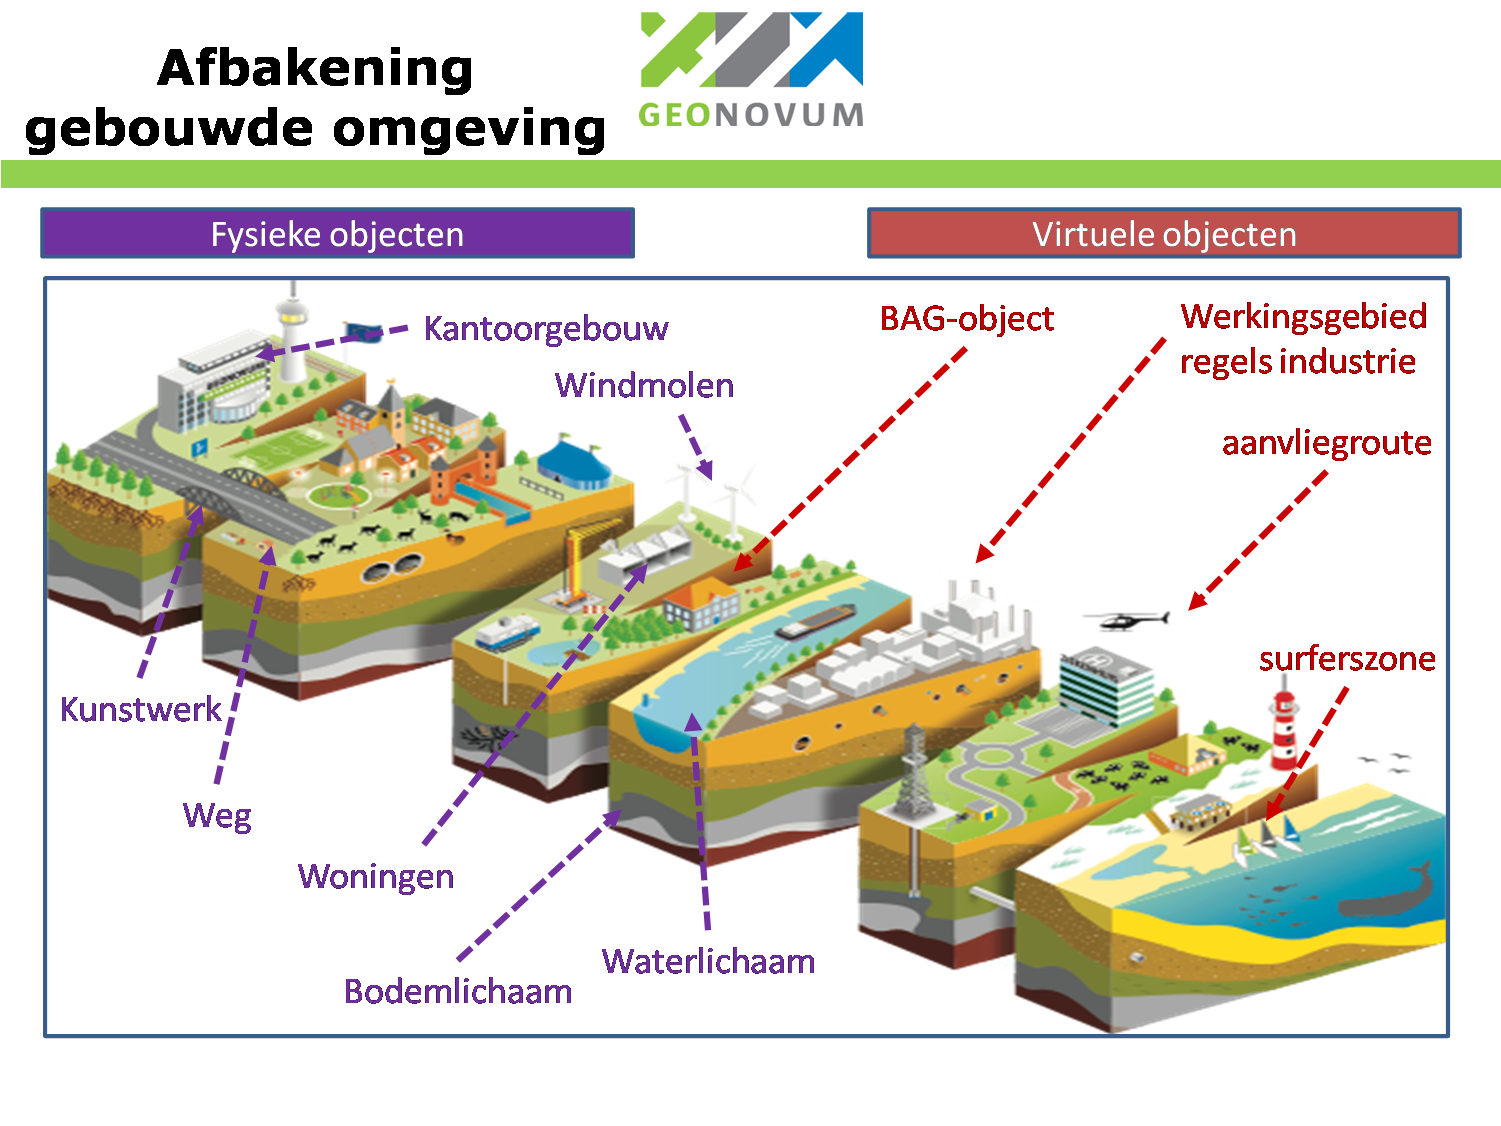 Afbakening
gebouwde omgeving
GEONOVUM
Fysieke objecten
Virtuele objecten
Kantoorgebouw
Windmolen
BAG-object
Werkingsgebied
regels industrie
aanvliegroute
surferszone
Kunstwerk
Weg
Woningen
Bodemlichaam
Waterlichaam